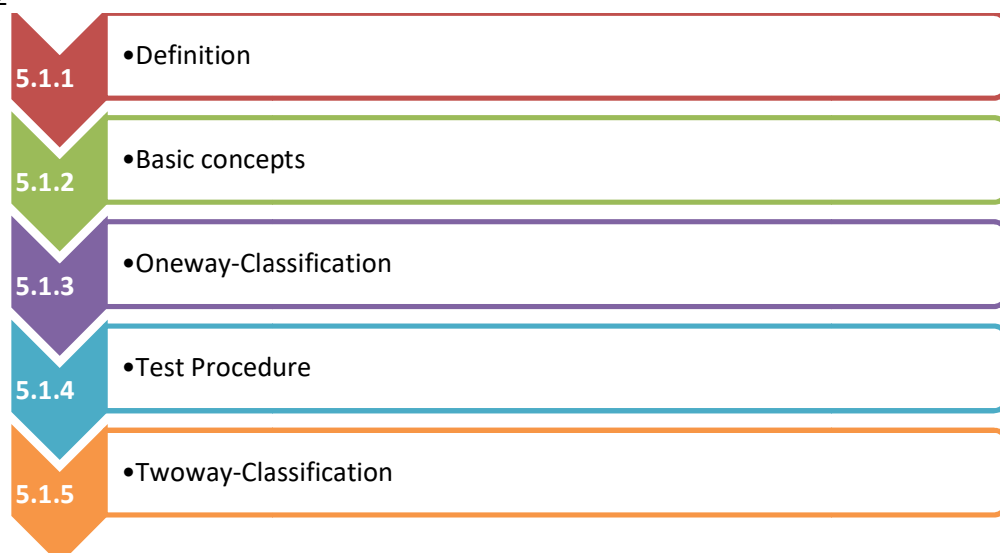 5.1.1
•Definition
5.1.2
•Basic concepts
5.1.3
•Oneway-Classification
5.1.4
•Test Procedure
5.1.5
•Twoway-Classification